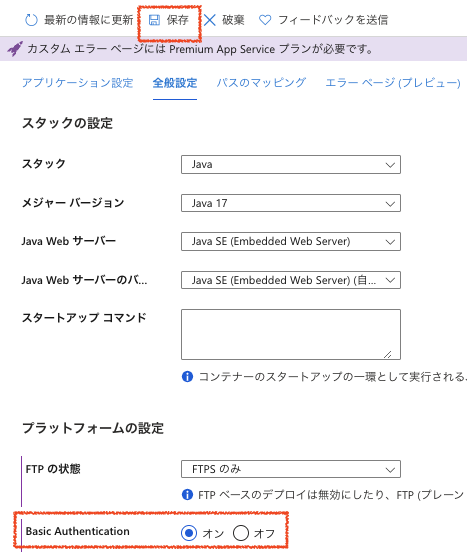 最新の情報に更新 保存 破棄 フィードバックを送信
カスタム エラー ページには Premium App Service プランが必要です。
アプリケーション設定 全般設定 パスのマッピング エラー ページ (プレビュー)
スタックの設定
スタック Java
メジャー バージョン Java 17
Java Web サーバー Java SE (Embedded Web Server)
Java Web サーバーのバ... Java SE (Embedded Web Server) (自...
スタートアップ コマンド
コンテナーのスタートアップの一環として実行される.
プラットフォームの設定
FTP の状態 FTPS のみ
FTP ベースのデプロイは無効にしたり、FTP (プレーン
Basic Authentication オン オフ